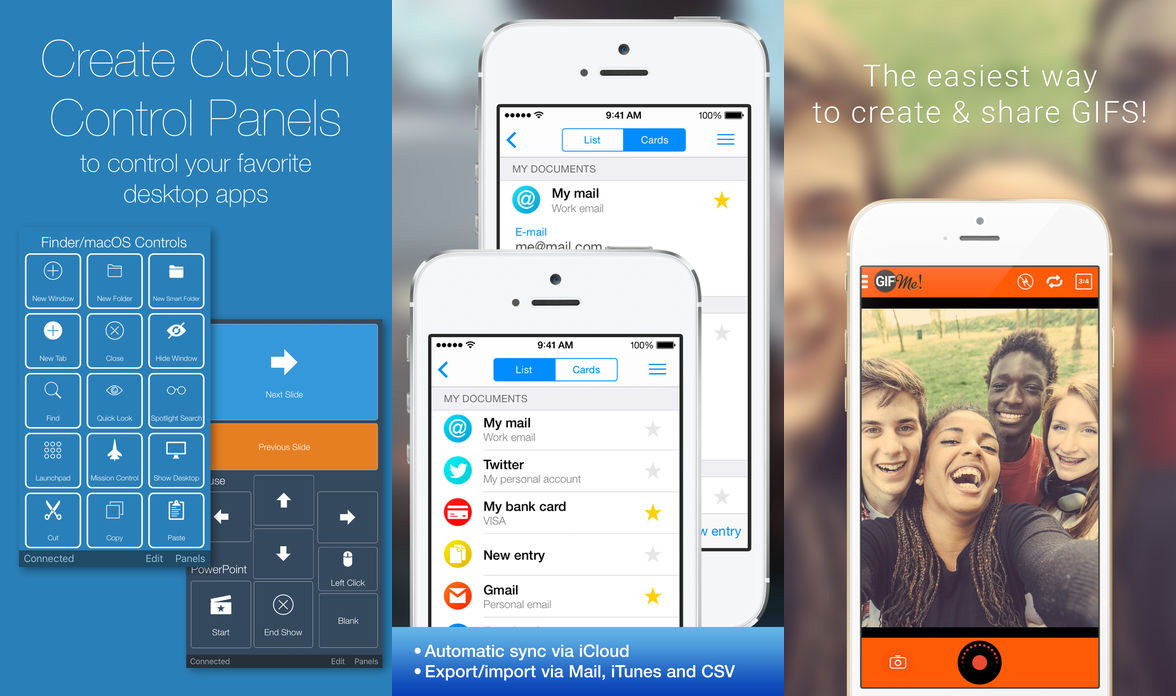 Create Custom
Control Panels
to control your favorite
desktop apps
Finder/macOS Controls
New Window
New Folder
New Smart Folder
New Tab
Close
Hide Window
Find
Quick Look
Spotlight Search
Launchpad
Mission Control
Show Desktop
Cut
Copy
Paste
Connected
Edit
Panels
Next Slide
Previous Slide
PowerPoint
Left Click
Start
End Show
Blank
Connected
Edit
Panels
9:41 AM
100%
List
Cards
MY DOCUMENTS
My mail
Work email
E-mail
me@mail.com
entry
9:41 AM
100%
List
Cards
MY DOCUMENTS
My mail
Work email
Twitter
My personal account
My bank card
VISA
New entry
Gmail
Personal email
• Automatic sync via iCloud
• Export/import via Mail, iTunes and CSV
The easiest way
to create & share GIFS!
GIF Me!
3:4